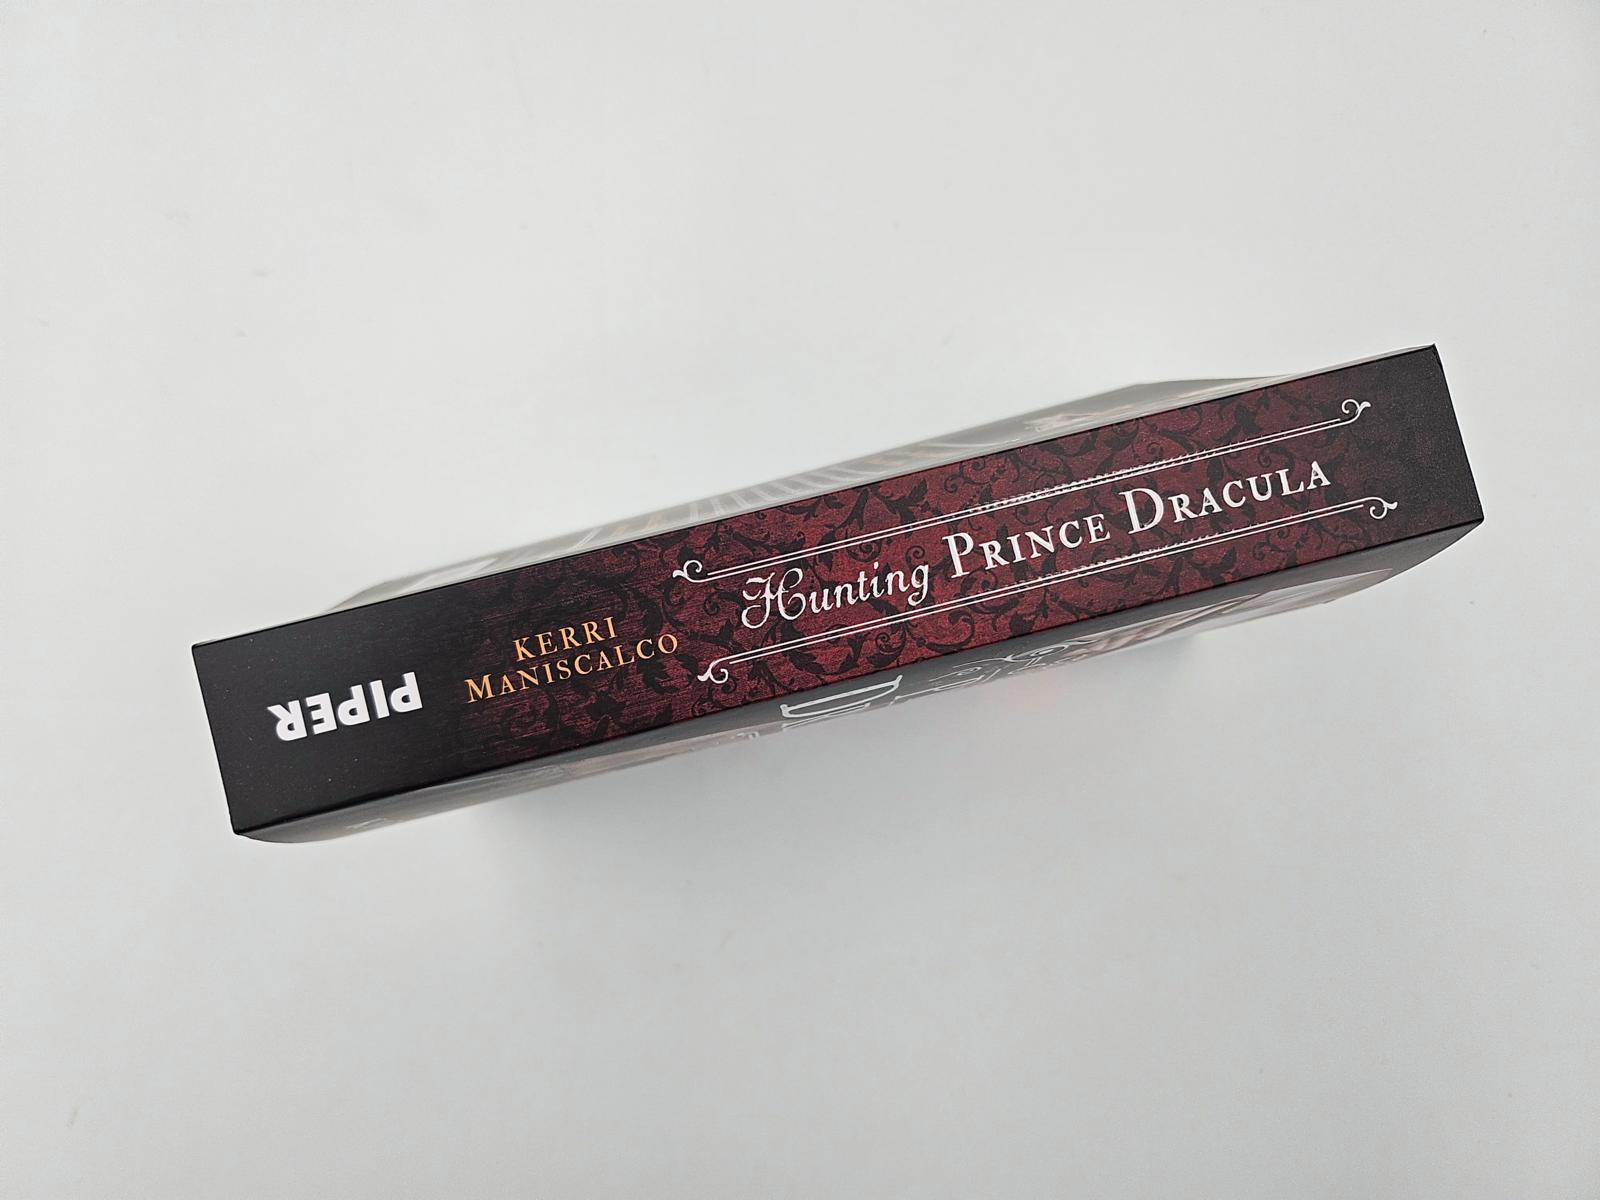 PIPER
KERRI
MANISCALCO
Hunting PRINCE DRACULA